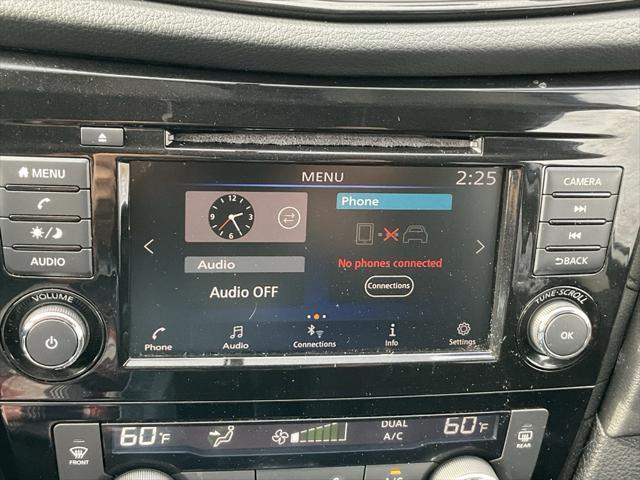 MENU
MENU
2:25
CAMERA
Phone
AUDIO
No phones connected
BACK
Audio
Audio OFF
Connections
VOLUME
TUNE·SCROLL
OK
Phone
Audio
Connections
Info
Settings
60°F
DUAL
A/C
60°F
FRONT
REAR
A/C